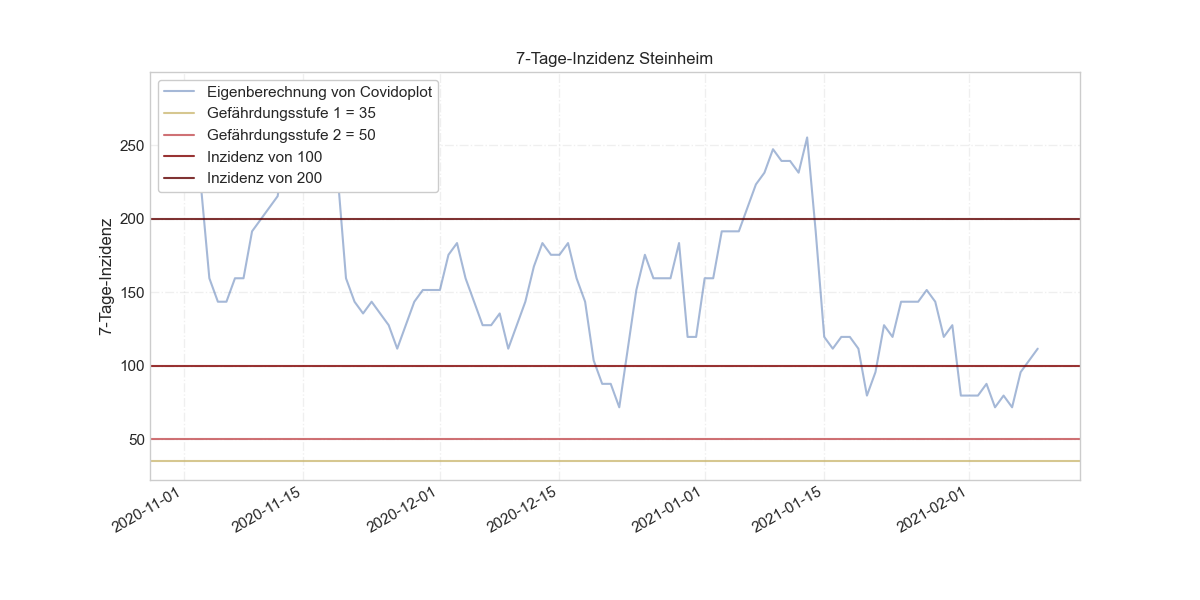 7-Tage-Inzidenz Steinheim
Eigenberechnung von Covidoplot
Gefährdungsstufe 1 = 35
Gefährdungsstufe 2 = 50
Inzidenz von 100
Inzidenz von 200
7-Tage-Inzidenz
250
200
150
100
50
2020-11-01
2020-11-15
2020-12-01
2020-12-15
2021-01-01
2021-01-15
2021-02-01